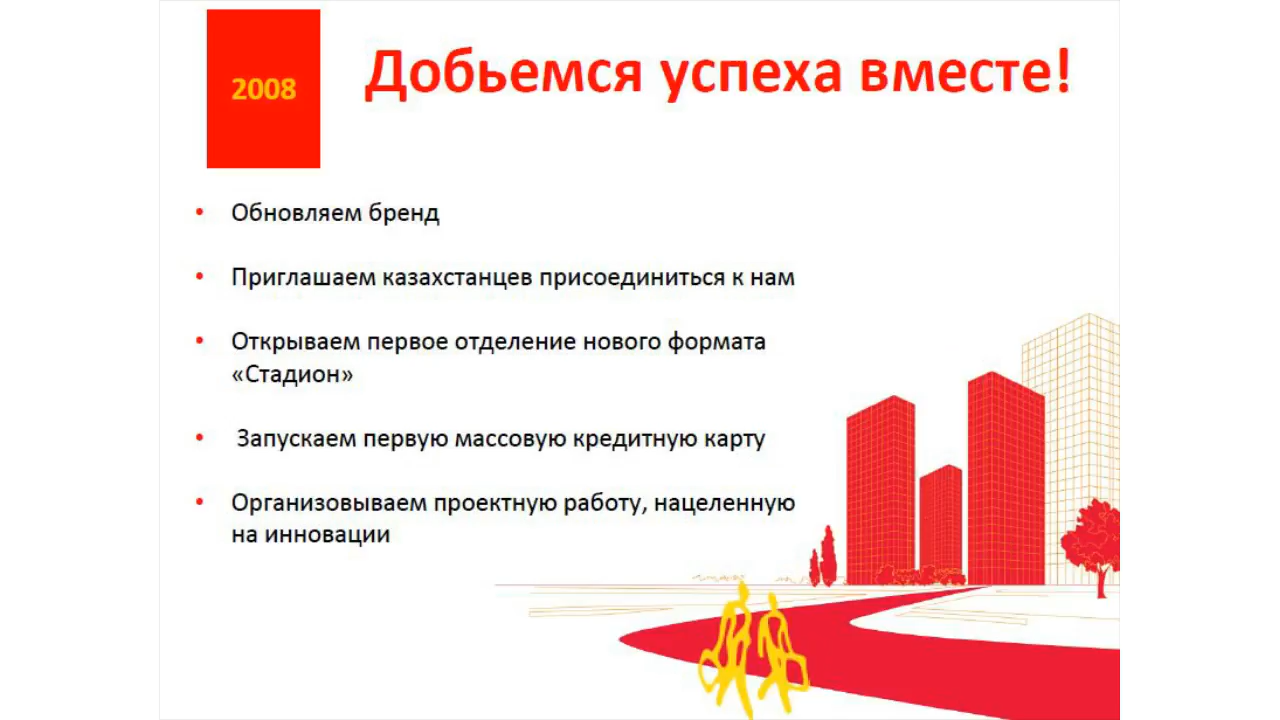 2008
Добьемся успеха вместе!
• Обновляем бренд
• Приглашаем казахстанцев присоединиться к нам
• Открываем первое отделение нового формата
«Стадион»
• Запускаем первую массовую кредитную карту
• Организовываем проектную работу, нацеленную
на инновации